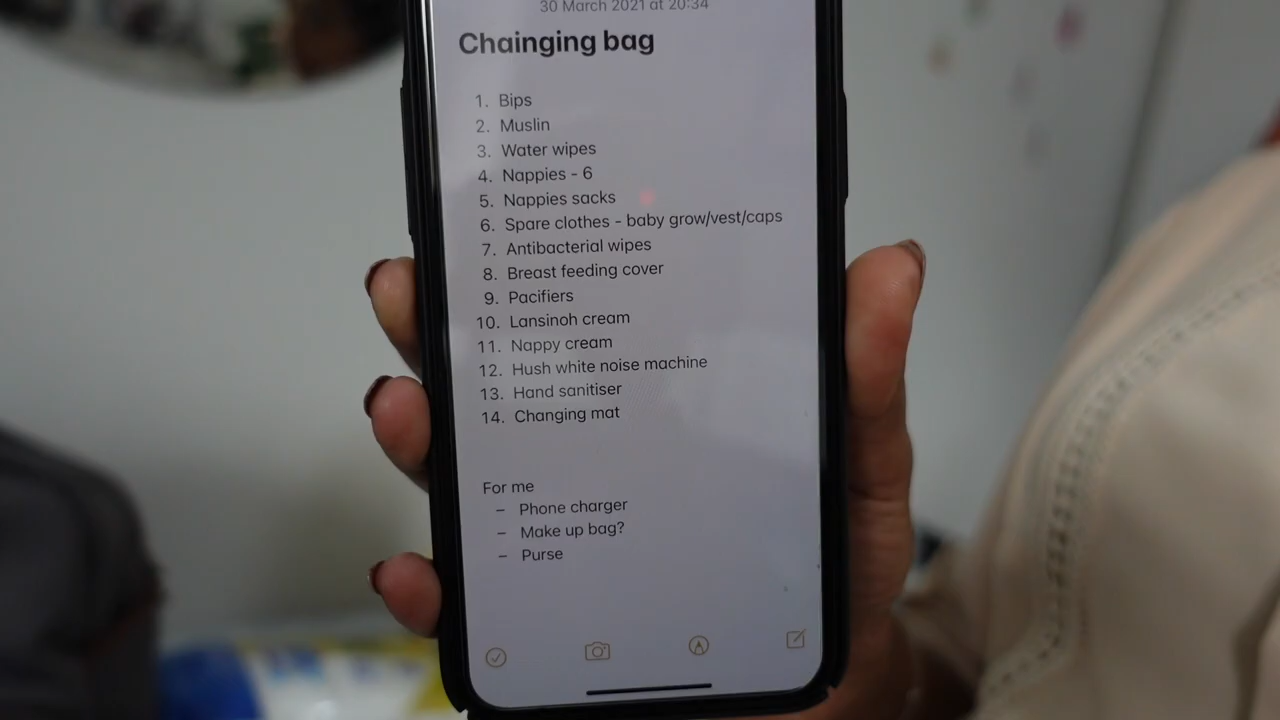 30 March 2021 at 20:34
Chainging bag
1. Bips
2. Muslin
3. Water wipes
4. Nappies - 6
5. Nappies sacks
6. Spare clothes - baby grow/vest/caps
7. Antibacterial wipes
8. Breast feeding cover
9. Pacifiers
10. Lansinoh cream
11. Nappy cream
12. Hush white noise machine
13. Hand sanitiser
14. Changing mat
For me
– Phone charger
– Make up bag?
– Purse